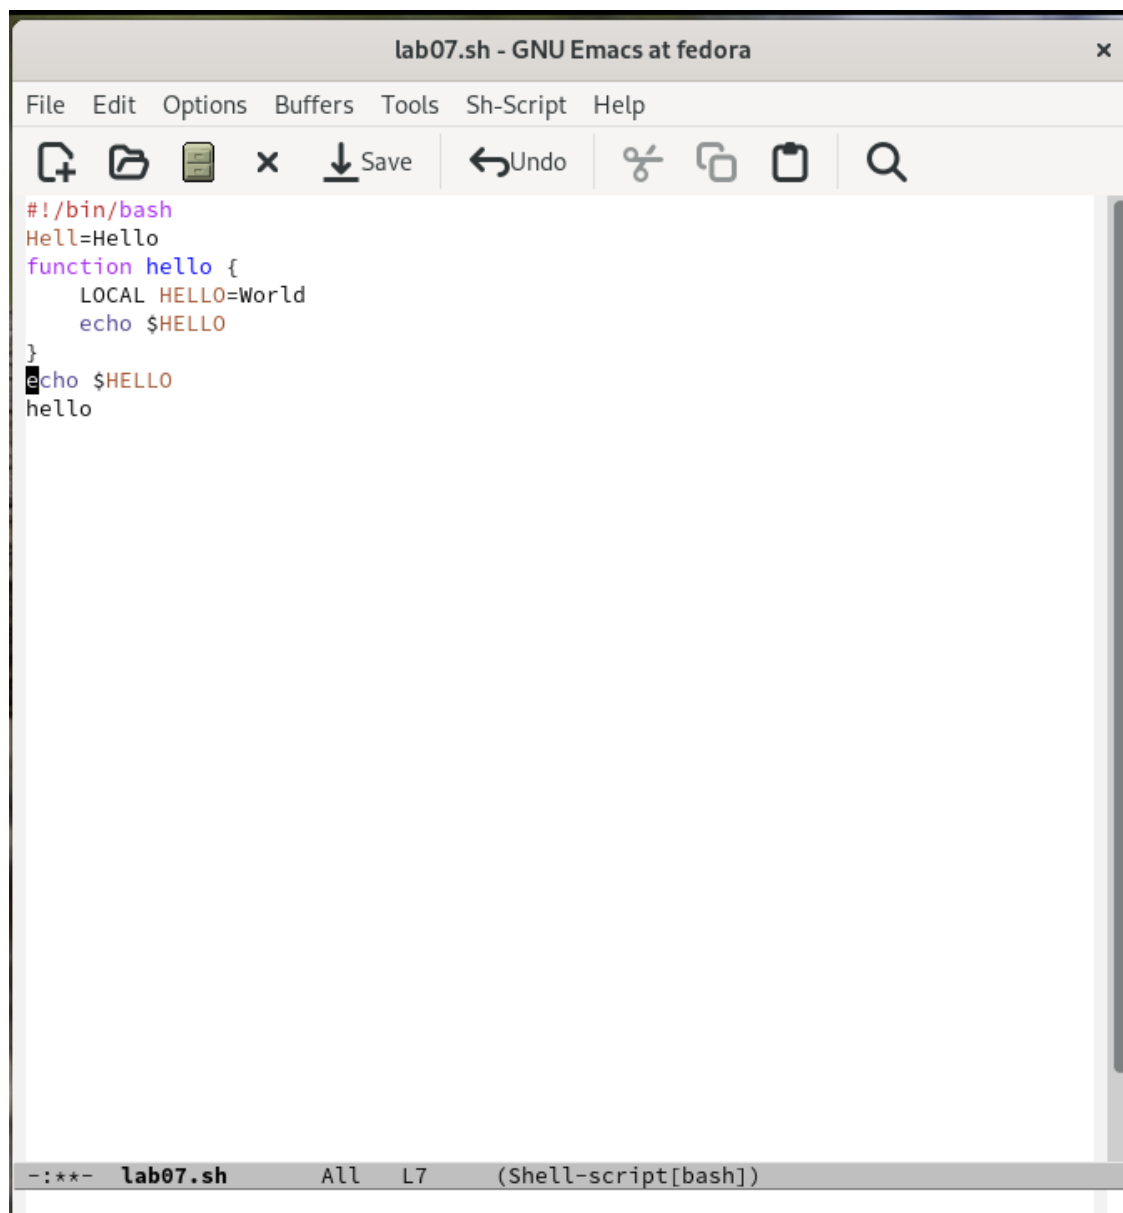 lab07.sh - GNU Emacs at fedora ×
File Edit Options Buffers Tools Sh-Script Help
Save Undo
#!/bin/bash
Hell=Hello
function hello {
    LOCAL HELLO=World
    echo $HELLO
}
echo $HELLO
hello
-:**- lab07.sh All L7 (Shell-script[bash])